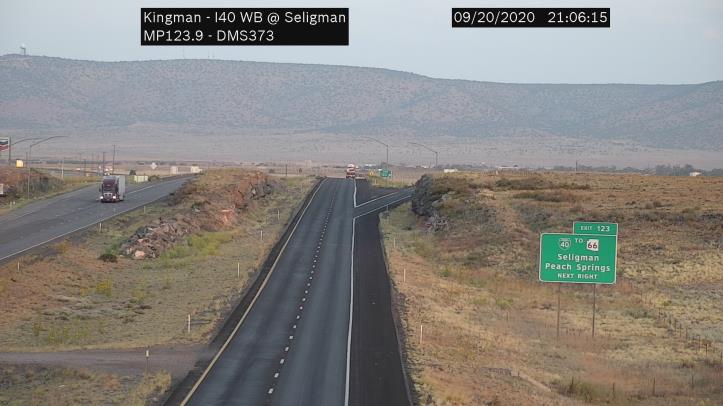 Kingman - I40 WB @ Seligman
MP123.9 - DMS373
09/20/2020 21:06:15
EXIT 123
40 TO 66
Seligman
Peach Springs
NEXT RIGHT